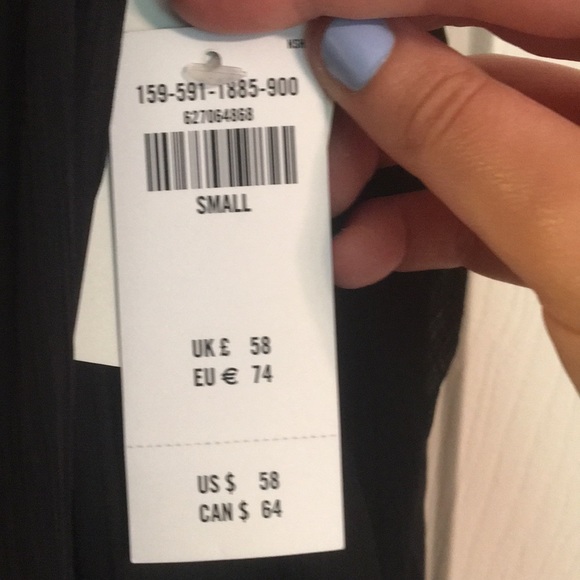 159-591-1885-900
627064868
SMALL
UK £ 58
EU € 74
US $ 58
CAN $ 64